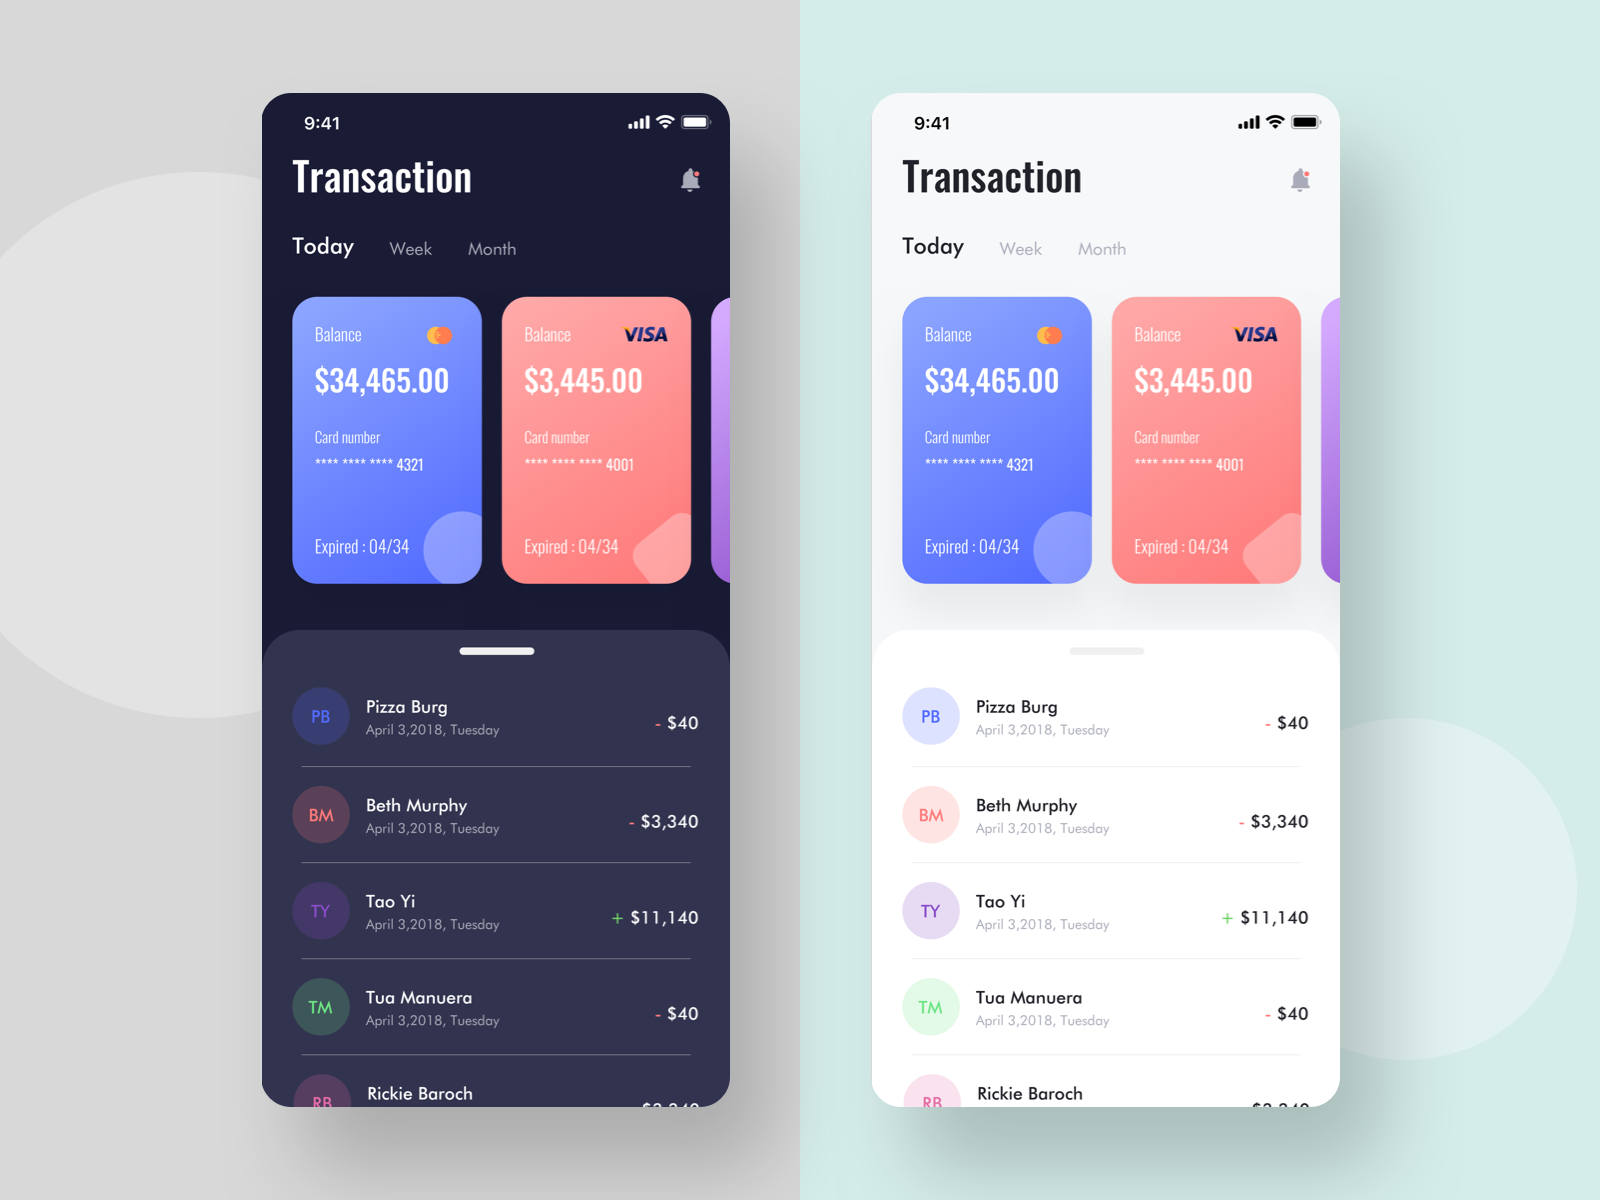 9:41
Transaction
Today Week Month
Balance VISA
$34,465.00
Card number
**** **** **** 4321
Expired : 04/34
Balance VISA
$3,445.00
Card number
**** **** **** 4001
Expired : 04/34
PB Pizza Burg
April 3,2018, Tuesday
- $40
BM Beth Murphy
April 3,2018, Tuesday
- $3,340
TY Tao Yi
April 3,2018, Tuesday
+ $11,140
TM Tua Manuera
April 3,2018, Tuesday
- $40
RB Rickie Baroch
9:41
Transaction
Today Week Month
Balance
$34,465.00
Card number
**** **** **** 4321
Expired : 04/34
Balance VISA
$3,445.00
Card number
**** **** **** 4001
Expired : 04/34
PB Pizza Burg
April 3,2018, Tuesday
- $40
BM Beth Murphy
April 3,2018, Tuesday
- $3,340
TY Tao Yi
April 3,2018, Tuesday
+ $11,140
TM Tua Manuera
April 3,2018, Tuesday
- $40
RB Rickie Baroch